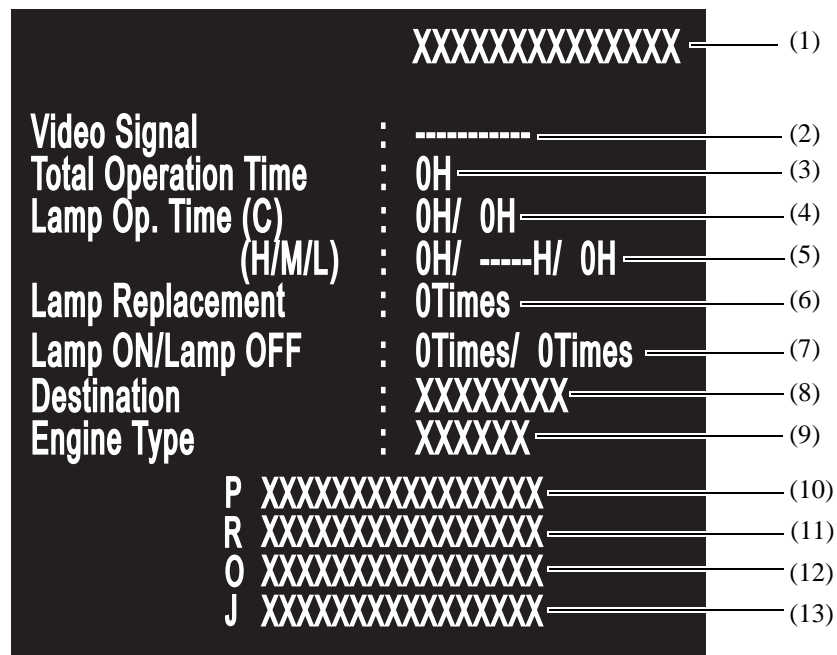 XXXXXXXXXXXXXX (1)
Video Signal : ----------- (2)
Total Operation Time : 0H (3)
Lamp Op. Time (C) : 0H/ 0H (4)
(H/M/L) : 0H/ -----H/ 0H (5)
Lamp Replacement : 0Times (6)
Lamp ON/Lamp OFF : 0Times/ 0Times (7)
Destination : XXXXXXXX (8)
Engine Type : XXXXXX (9)
P XXXXXXXXXXXXXXXX (10)
R XXXXXXXXXXXXXXXX (11)
O XXXXXXXXXXXXXXXX (12)
J XXXXXXXXXXXXXXXX (13)